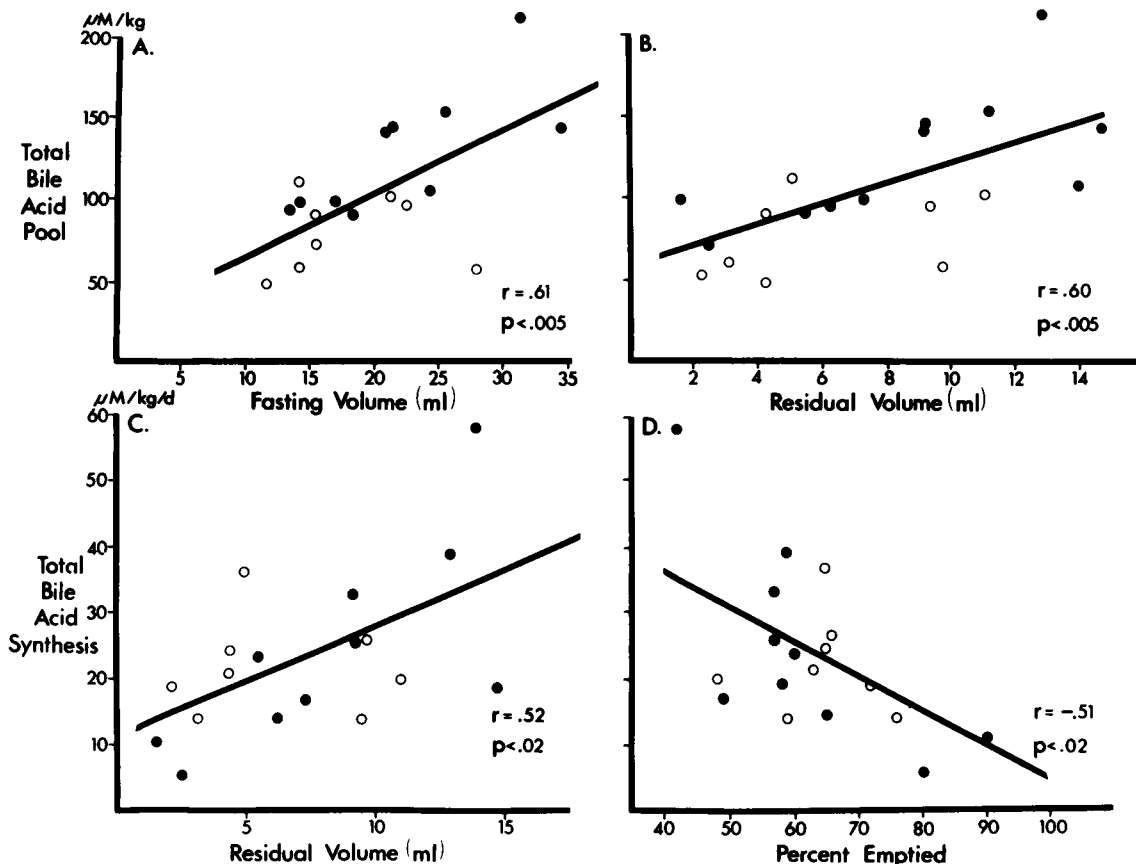 μM/kg
200
150
100
50
A.
Total
Bile
Acid
Pool
r = .61
p<.005
5 10 15 20 25 30 35
Fasting Volume (ml)
B.
r = .60
p<.005
2 4 6 8 10 12 14
Residual Volume (ml)
μM/kg/d
60
50
40
30
20
10
C.
Total
Bile
Acid
Synthesis
r = .52
p<.02
5 10 15
Residual Volume (ml)
D.
r = -.51
p<.02
40 50 60 70 80 90 100
Percent Emptied